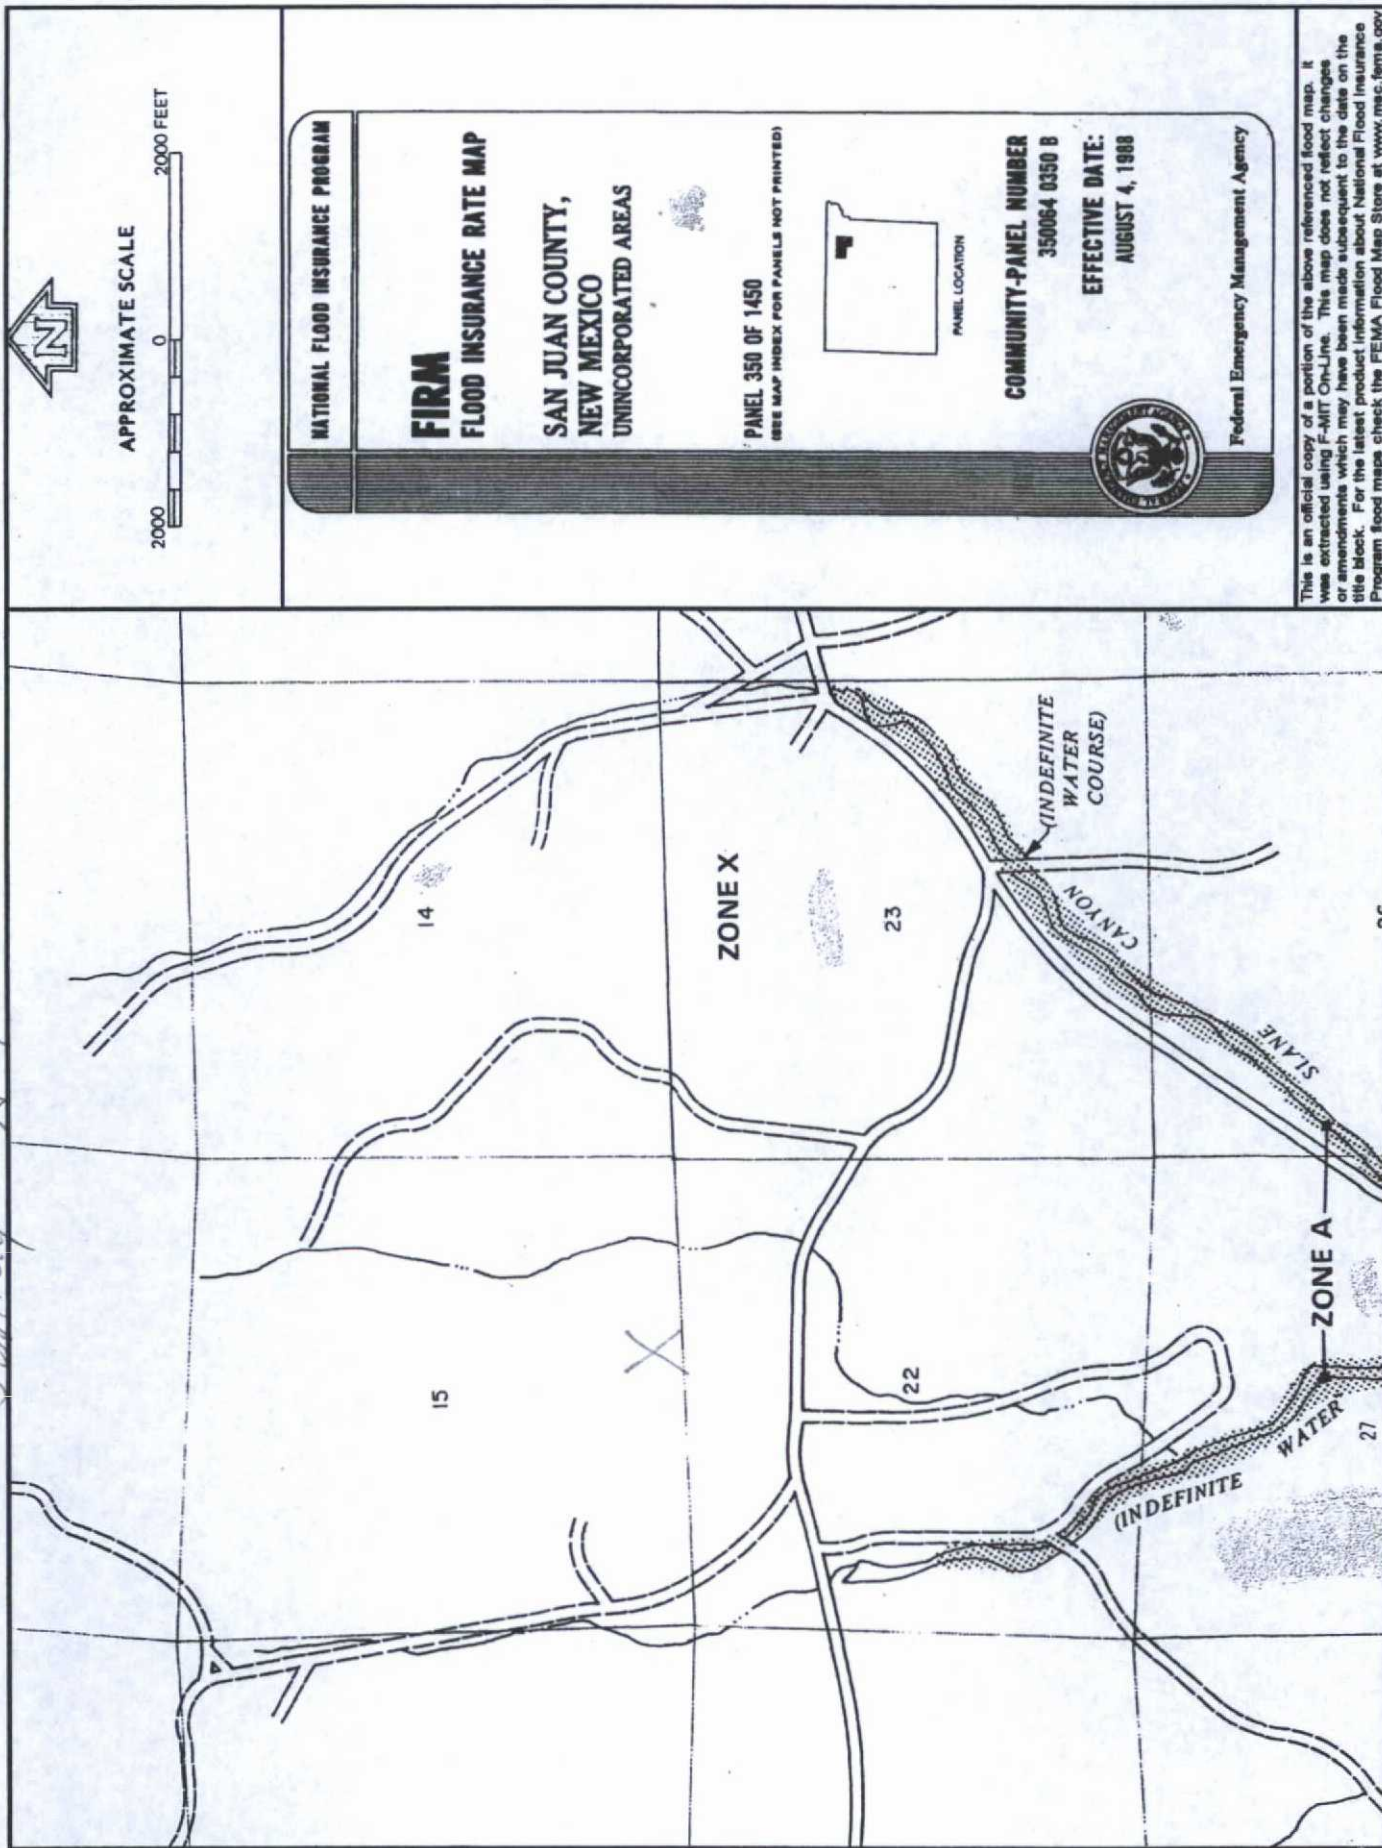 APPROXIMATE SCALE
2000 0 2000 FEET
NATIONAL FLOOD INSURANCE PROGRAM
FIRM
FLOOD INSURANCE RATE MAP
SAN JUAN COUNTY,
NEW MEXICO
UNINCORPORATED AREAS
PANEL 350 OF 1450
(SEE MAP INDEX FOR PANELS NOT PRINTED)
PANEL LOCATION
COMMUNITY-PANEL NUMBER
350064 0350 B
EFFECTIVE DATE:
AUGUST 4, 1988
Federal Emergency Management Agency
This is an official copy of a portion of the above referenced flood map. It
was extracted using F-MIT On-Line. This map does not reflect changes
or amendments which may have been made subsequent to the date on the
title block. For the latest product information about National Flood Insurance
Program flood maps check the FEMA Flood Map Store at www.msc.fema.gov
N
14
15
ZONE X
23
22
(INDEFINITE
WATER
COURSE)
CANYON
SLANE
ZONE A
(INDEFINITE
WATER
27